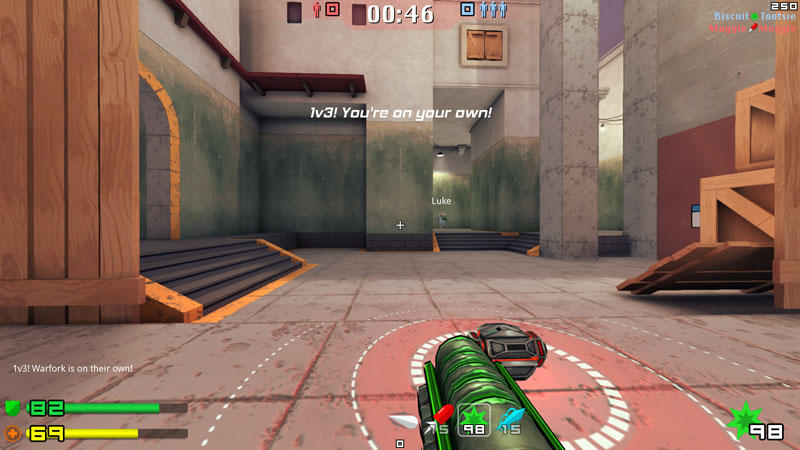 00:46
250
Biscuit Tootsie
Maggie Maggie
1v3! You're on your own!
Luke
1v3! Warfork is on their own!
82
69
15 98 15
98